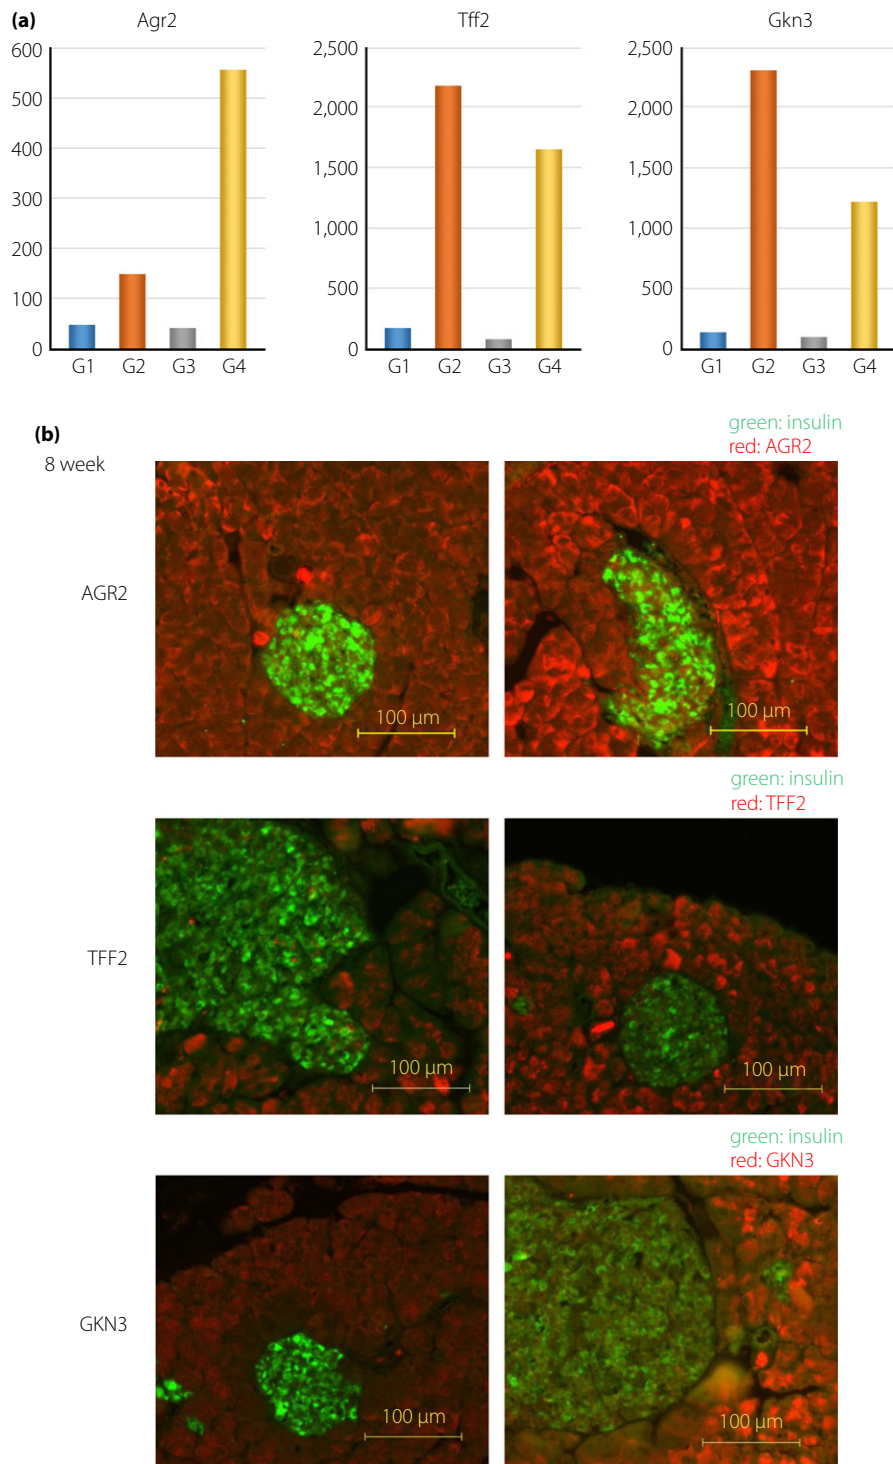 (a)
Agr2
600
500
400
300
200
100
0
G1 G2 G3 G4
Tff2
2,500
2,000
1,500
1,000
500
0
G1 G2 G3 G4
Gkn3
2,500
2,000
1,500
1,000
500
0
G1 G2 G3 G4
(b)
8 week
green: insulin
red: AGR2
AGR2
100 μm
100 μm
green: insulin
red: TFF2
TFF2
100 μm
100 μm
green: insulin
red: GKN3
GKN3
100 μm
100 μm